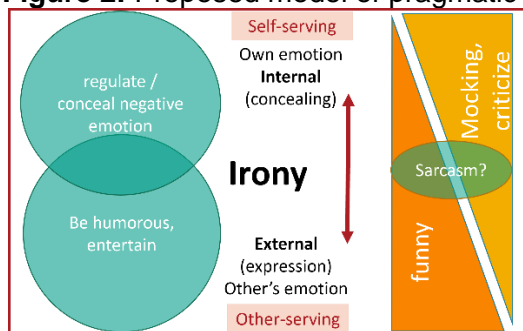 Figure 2. Proposed model of pragmatic
Self-serving
Own emotion
Internal
(concealing)
regulate /
conceal negative
emotion
Irony
Be humorous,
entertain
External
(expression)
Other's emotion
Other-serving
Mocking,
criticize
Sarcasm?
funny